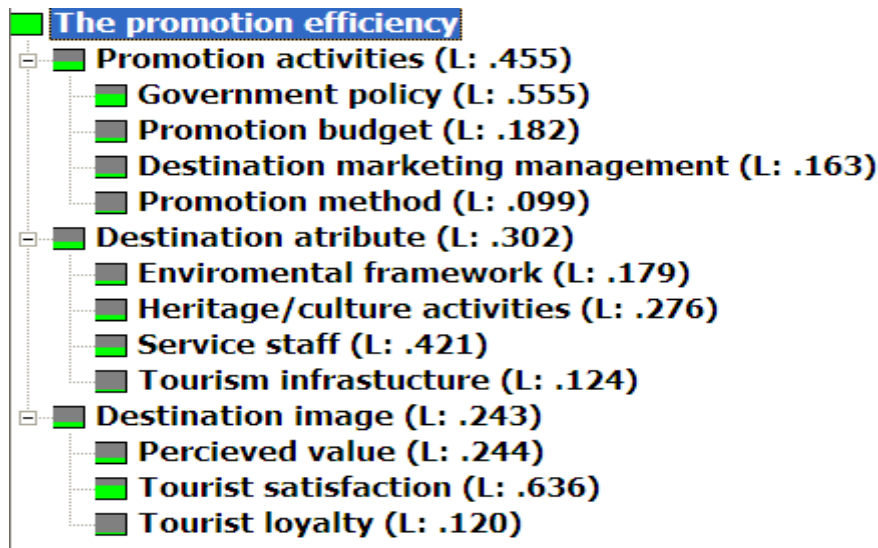 The promotion efficiency
Promotion activities (L: .455)
Government policy (L: .555)
Promotion budget (L: .182)
Destination marketing management (L: .163)
Promotion method (L: .099)
Destination atribute (L: .302)
Enviromental framework (L: .179)
Heritage/culture activities (L: .276)
Service staff (L: .421)
Tourism infrastucture (L: .124)
Destination image (L: .243)
Percieved value (L: .244)
Tourist satisfaction (L: .636)
Tourist loyalty (L: .120)